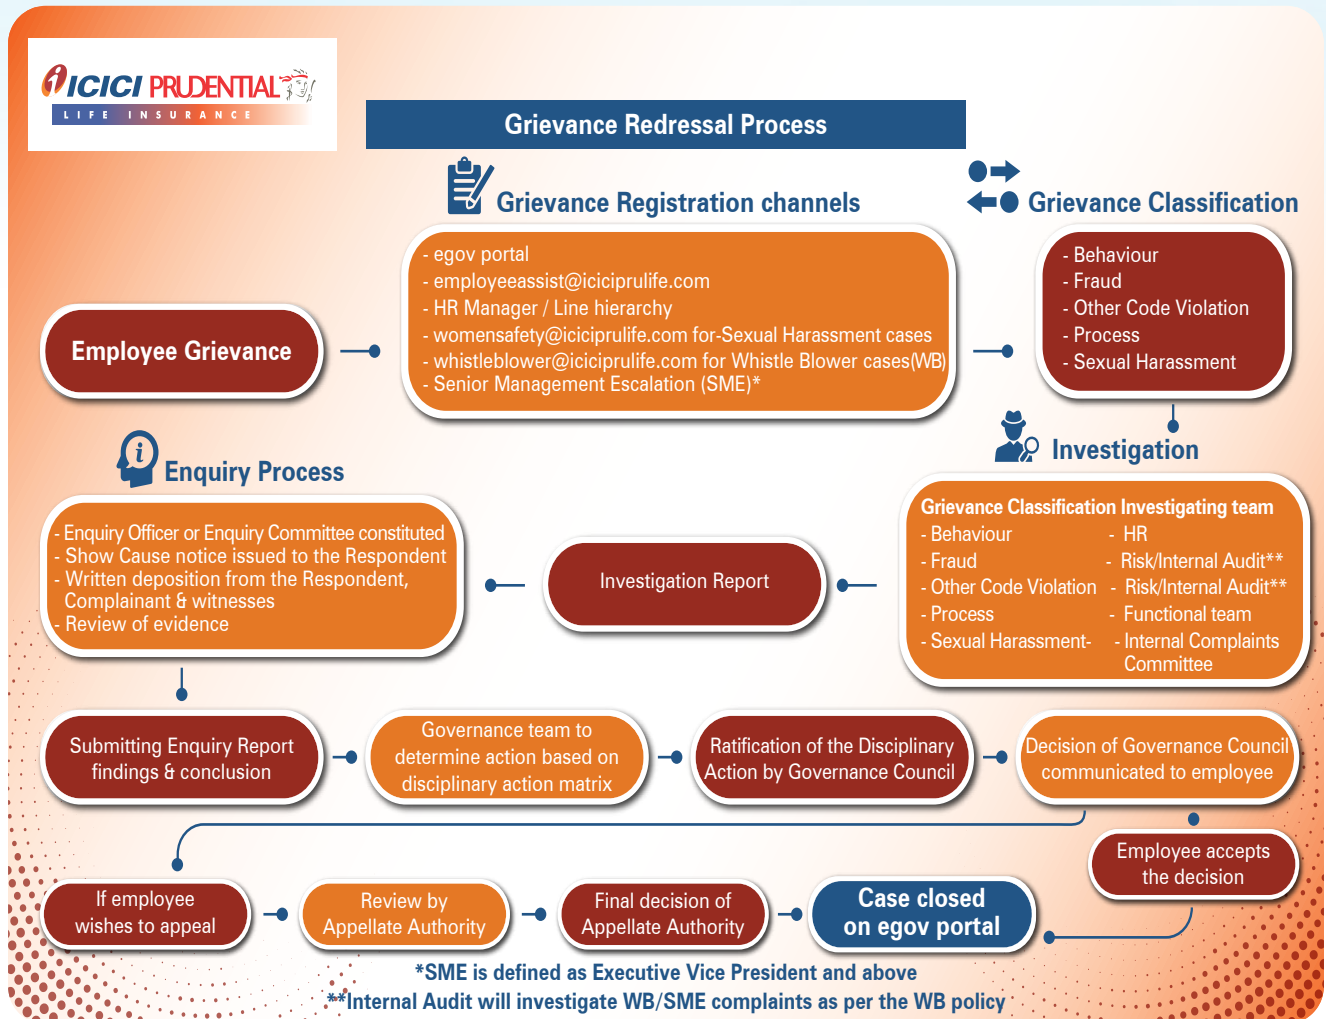 ICICI PRUDENTIAL
LIFE INSURANCE
Grievance Redressal Process
Grievance Registration channels
Grievance Classification
Employee Grievance
- egov portal
- employeeassist@iciciprulife.com
- HR Manager / Line hierarchy
- womensafety@iciciprulife.com for-Sexual Harassment cases
- whistleblower@iciciprulife.com for Whistle Blower cases(WB)
- Senior Management Escalation (SME)*
- Behaviour
- Fraud
- Other Code Violation
- Process
- Sexual Harassment
Investigation
Grievance Classification Investigating team
- Behaviour - HR
- Fraud - Risk/Internal Audit**
- Other Code Violation - Risk/Internal Audit**
- Process - Functional team
- Sexual Harassment- - Internal Complaints
Committee
Investigation Report
Enquiry Process
- Enquiry Officer or Enquiry Committee constituted
- Show Cause notice issued to the Respondent
- Written deposition from the Respondent,
Complainant & witnesses
- Review of evidence
Submitting Enquiry Report
findings & conclusion
Governance team to
determine action based on
disciplinary action matrix
Ratification of the Disciplinary
Action by Governance Council
Decision of Governance Council
communicated to employee
Employee accepts
the decision
If employee
wishes to appeal
Review by
Appellate Authority
Final decision of
Appellate Authority
Case closed
on egov portal
*SME is defined as Executive Vice President and above
**Internal Audit will investigate WB/SME complaints as per the WB policy